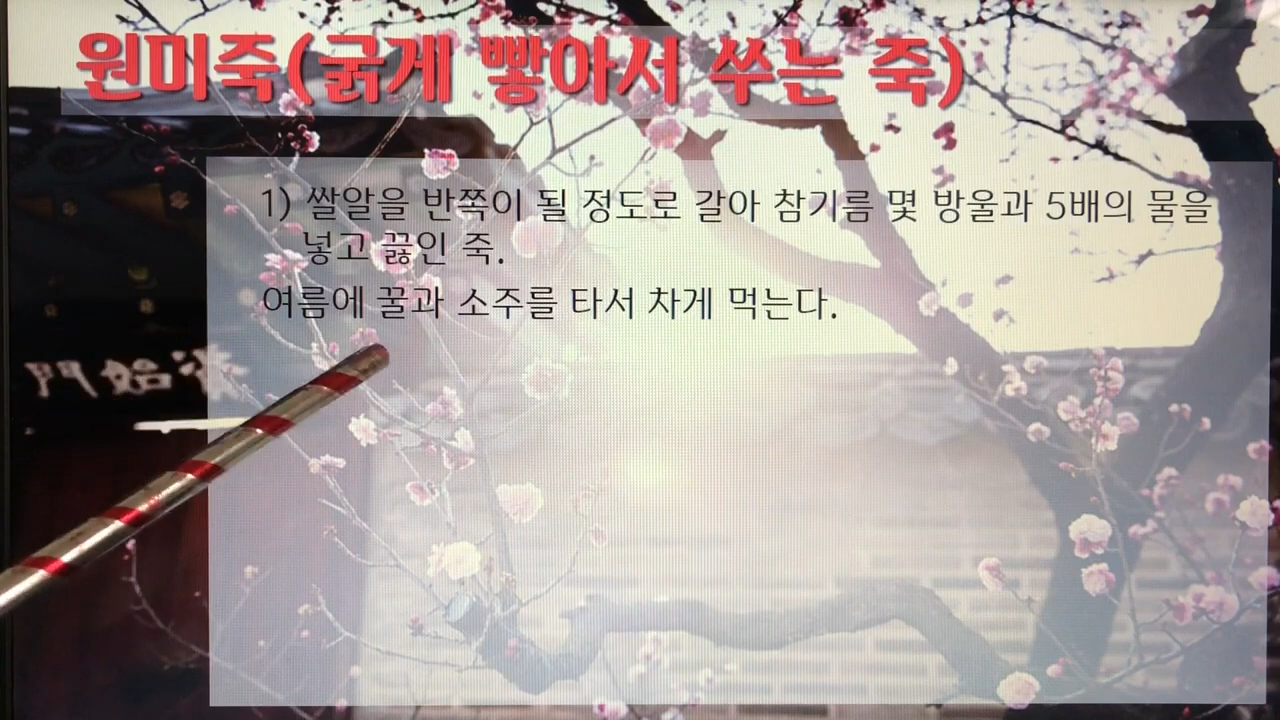 원미죽(굵게 빻아서 쑤는 죽)
1) 쌀알을 반쪽이 될 정도로 갈아 참기름 몇 방울과 5배의 물을
넣고 끓인 죽.
여름에 꿀과 소주를 타서 차게 먹는다.
門始